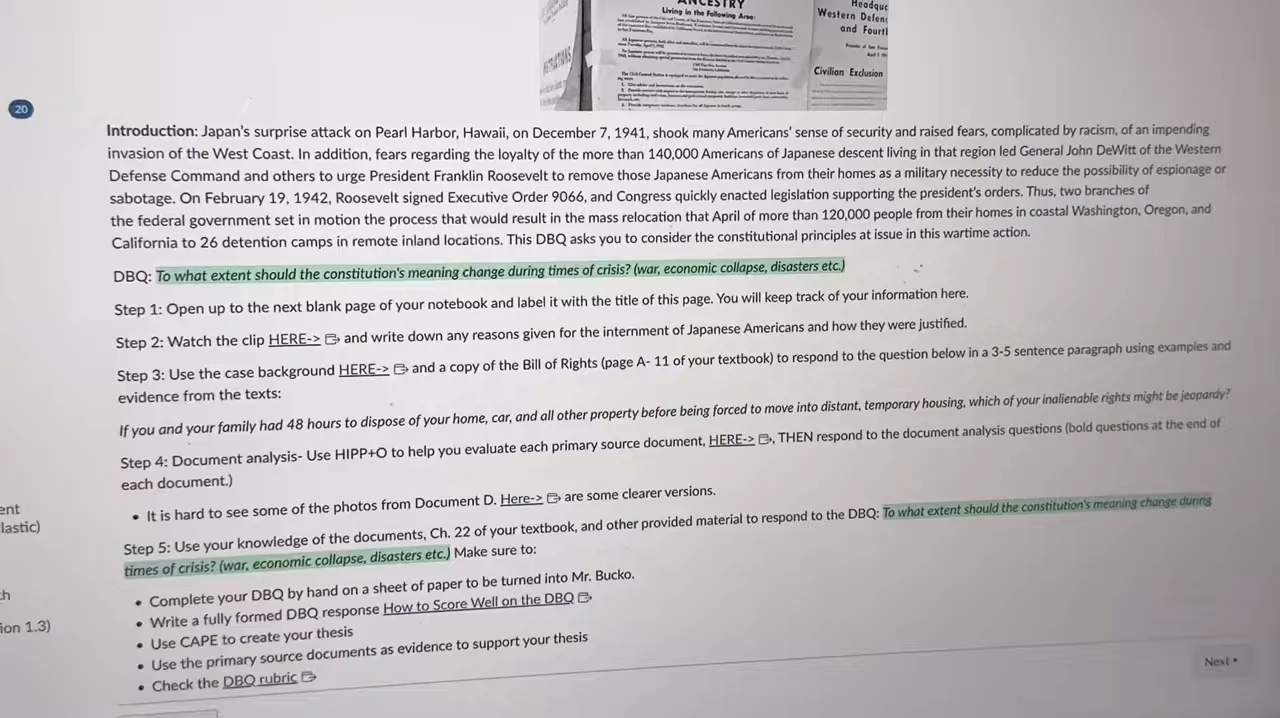 ANCESTRY
Living in the Following Area:
Headqu
Western Defen
and Fourt
Civilian Exclusion
20
Introduction: Japan's surprise attack on Pearl Harbor, Hawaii, on December 7, 1941, shook many Americans' sense of security and raised fears, complicated by racism, of an impending
invasion of the West Coast. In addition, fears regarding the loyalty of the more than 140,000 Americans of Japanese descent living in that region led General John DeWitt of the Western
Defense Command and others to urge President Franklin Roosevelt to remove those Japanese Americans from their homes as a military necessity to reduce the possibility of espionage or
sabotage. On February 19, 1942, Roosevelt signed Executive Order 9066, and Congress quickly enacted legislation supporting the president's orders. Thus, two branches of
the federal government set in motion the process that would result in the mass relocation that April of more than 120,000 people from their homes in coastal Washington, Oregon, and
California to 26 detention camps in remote inland locations. This DBQ asks you to consider the constitutional principles at issue in this wartime action.
DBQ: To what extent should the constitution's meaning change during times of crisis? (war, economic collapse, disasters etc.)
Step 1: Open up to the next blank page of your notebook and label it with the title of this page. You will keep track of your information here.
Step 2: Watch the clip HERE-> and write down any reasons given for the internment of Japanese Americans and how they were justified.
Step 3: Use the case background HERE-> and a copy of the Bill of Rights (page A- 11 of your textbook) to respond to the question below in a 3-5 sentence paragraph using examples and
evidence from the texts:
If you and your family had 48 hours to dispose of your home, car, and all other property before being forced to move into distant, temporary housing, which of your inalienable rights might be jeopardy?
Step 4: Document analysis- Use HIPP+O to help you evaluate each primary source document, HERE->, THEN respond to the document analysis questions (bold questions at the end of
each document.)
• It is hard to see some of the photos from Document D. Here-> are some clearer versions.
ent
lastic)
Step 5: Use your knowledge of the documents, Ch. 22 of your textbook, and other provided material to respond to the DBQ: To what extent should the constitution's meaning change during
times of crisis? (war, economic collapse, disasters etc.) Make sure to:
• Complete your DBQ by hand on a sheet of paper to be turned into Mr. Bucko.
• Write a fully formed DBQ response How to Score Well on the DBQ
• Use CAPE to create your thesis
• Use the primary source documents as evidence to support your thesis
• Check the DBQ rubric
ch
ion 1.3)
Next